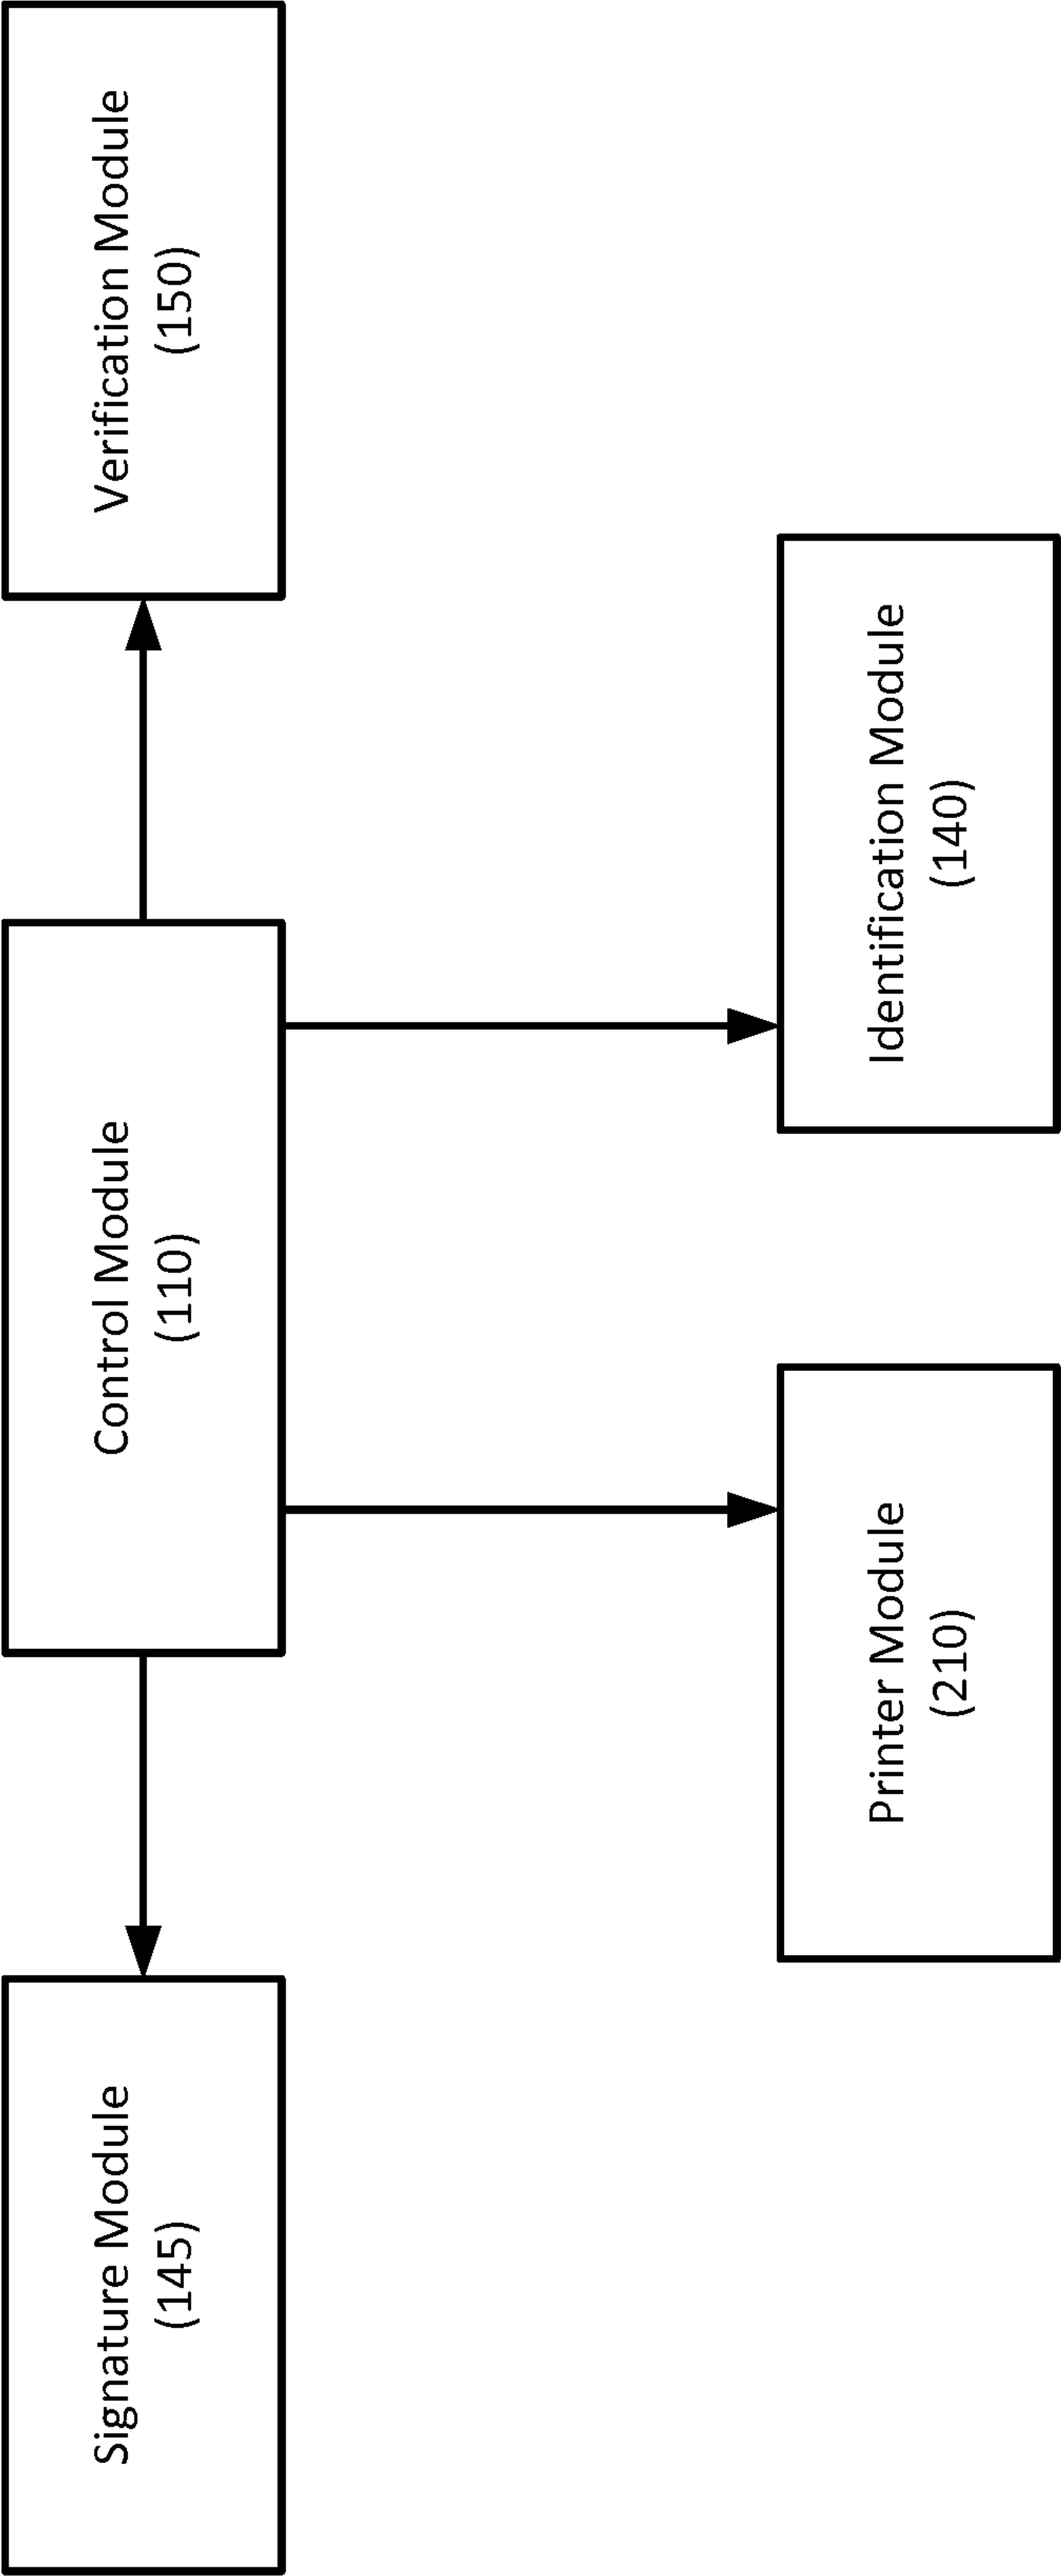 Signature Module
(145)
Control Module
(110)
Verification Module
(150)
Printer Module
(210)
Identification Module
(140)